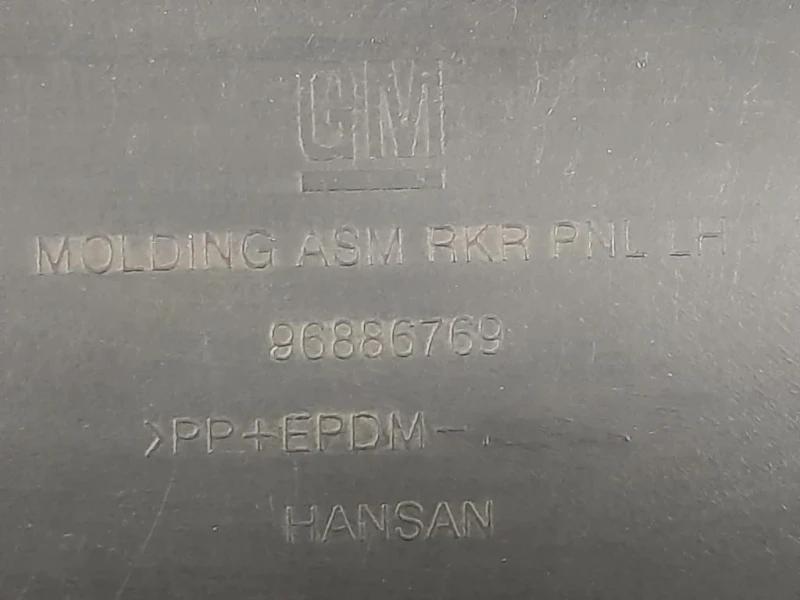 GM
MOLDING ASM RKR PNL LH
96886769
>PP+EPDM-
HANSAN